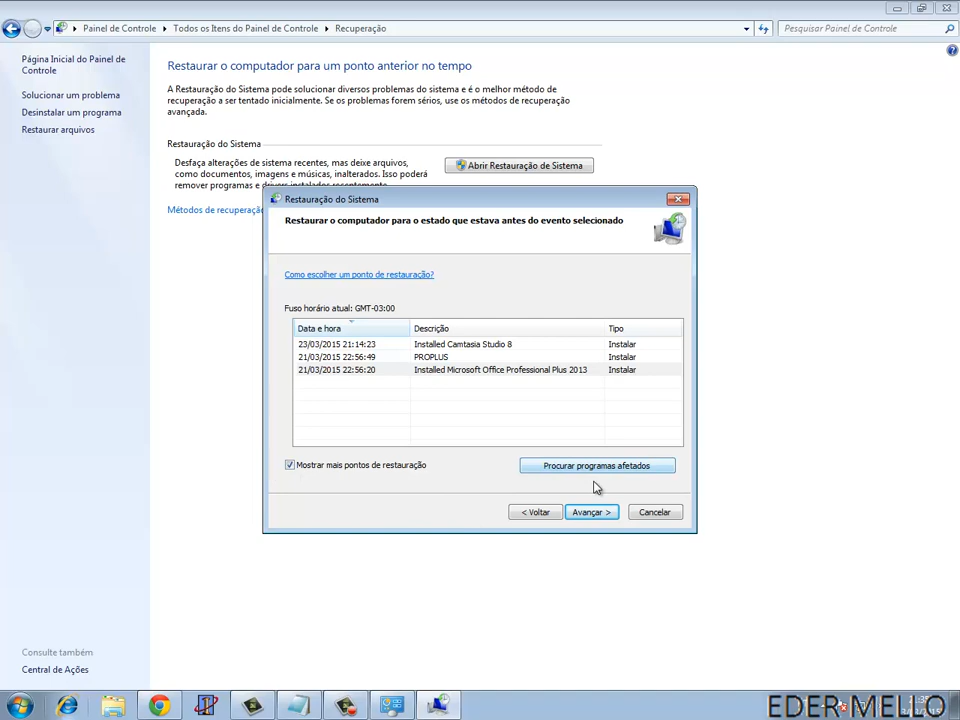 Painel de Controle Todos os Itens do Painel de Controle Recuperação
Pesquisar Painel de Controle
Página Inicial do Painel de
Controle
Solucionar um problema
Desinstalar um programa
Restaurar arquivos
Restaurar o computador para um ponto anterior no tempo
A Restauração do Sistema pode solucionar diversos problemas do sistema e é o melhor método de
recuperação a ser tentado inicialmente. Se os problemas forem sérios, use os métodos de recuperação
avançada.
Restauração do Sistema
Desfaça alterações de sistema recentes, mas deixe arquivos,
como documentos, imagens e músicas, inalterados. Isso poderá
remover programas e drivers instalados recentemente.
Abrir Restauração de Sistema
Métodos de recuperação
Restauração do Sistema
Restaurar o computador para o estado que estava antes do evento selecionado
Como escolher um ponto de restauração?
Fuso horário atual: GMT-03:00
Data e hora Descrição Tipo
23/03/2015 21:14:23 Installed Camtasia Studio 8 Instalar
21/03/2015 22:56:49 PROPLUS Instalar
21/03/2015 22:56:20 Installed Microsoft Office Professional Plus 2013 Instalar
Mostrar mais pontos de restauração
Procurar programas afetados
< Voltar Avançar > Cancelar
Consulte também
Central de Ações
EDER MELLO